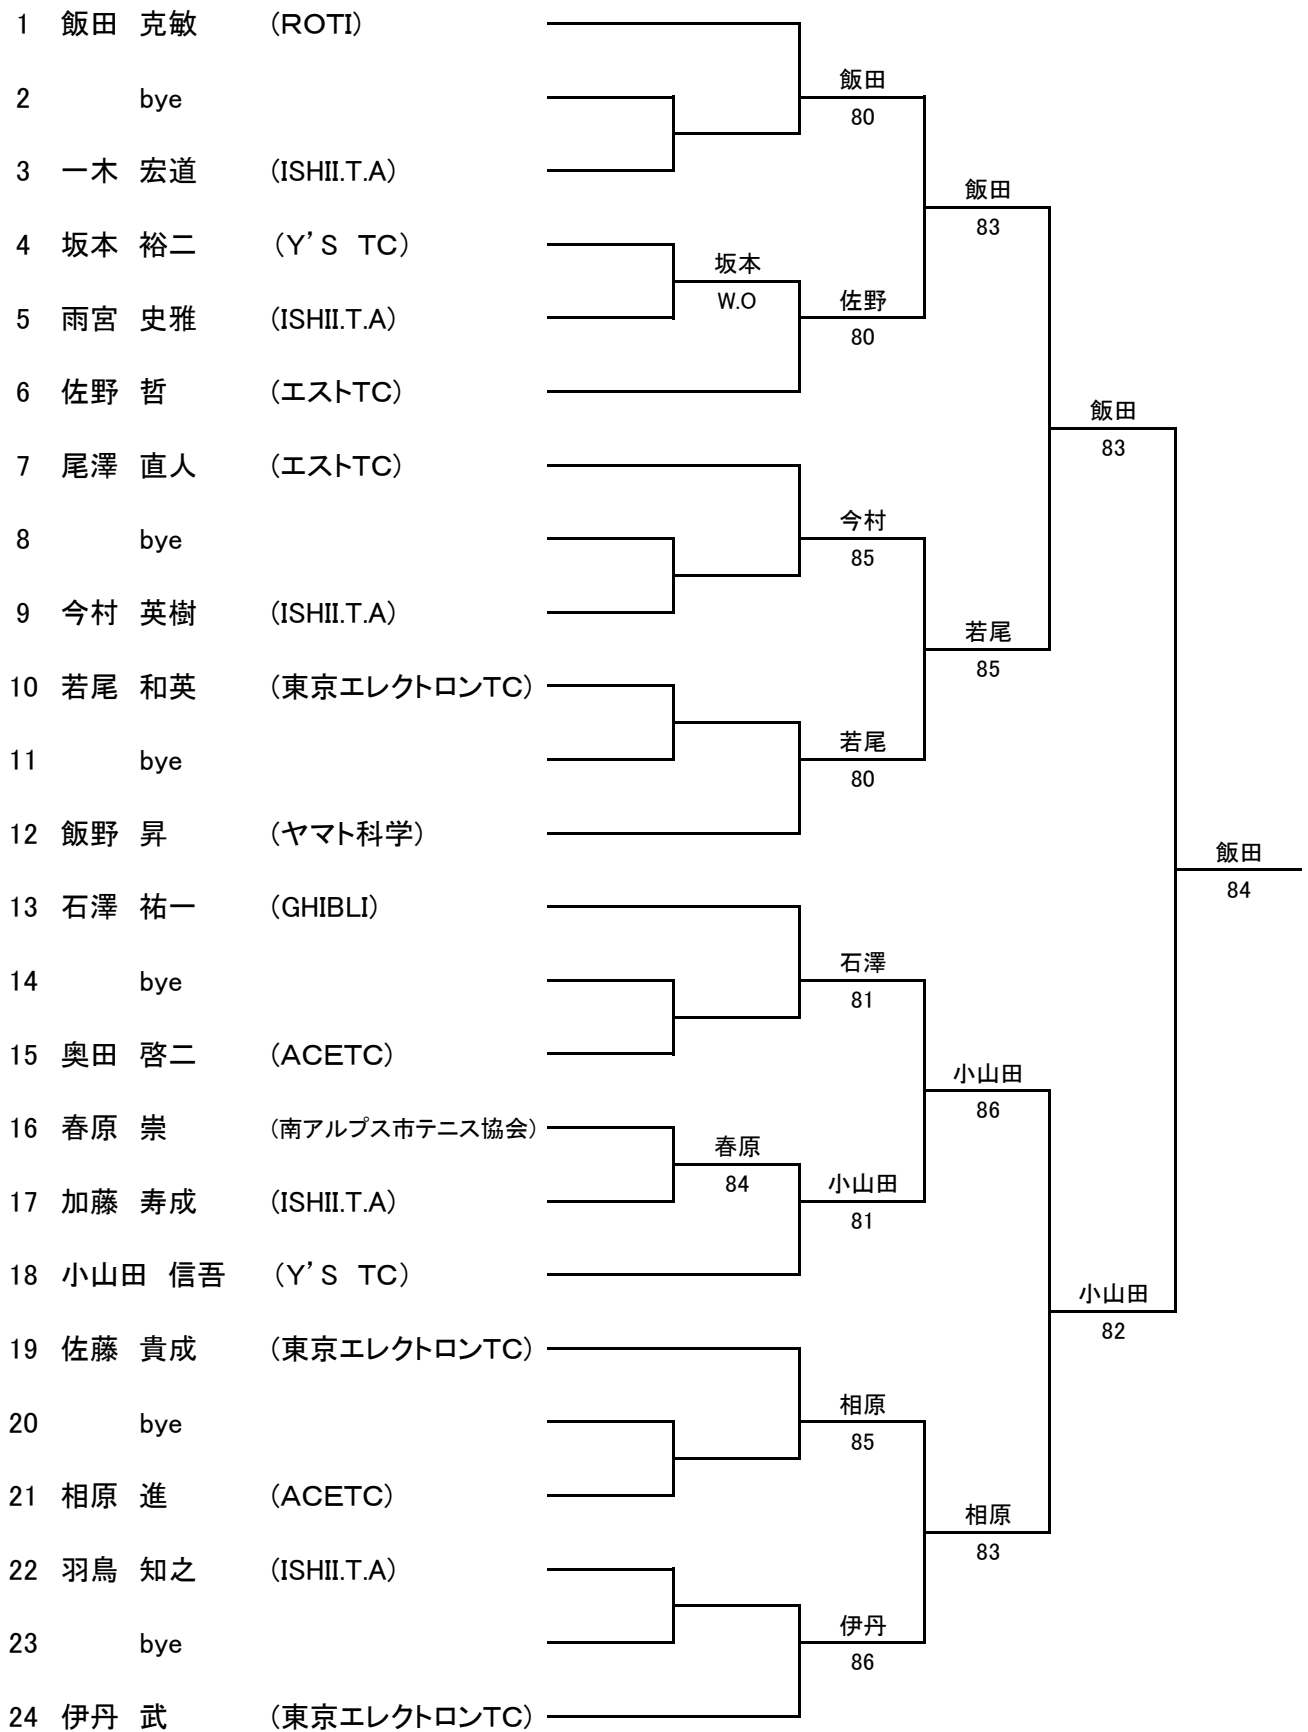 1 飯田 克敏 (ROTI)
飯田
2 bye
80
3 一木 宏道 (ISHII.T.A)
飯田
83
4 坂本 裕二 (Y'S TC)
坂本
W.O
佐野
5 雨宮 史雅 (ISHII.T.A)
80
6 佐野 哲 (エストTC)
飯田
83
7 尾澤 直人 (エストTC)
今村
8 bye
85
9 今村 英樹 (ISHII.T.A)
若尾
85
10 若尾 和英 (東京エレクトロンTC)
若尾
11 bye
80
12 飯野 昇 (ヤマト科学)
飯田
84
13 石澤 祐一 (GHIBLI)
石澤
14 bye
81
15 奥田 啓二 (ACETC)
小山田
86
16 春原 崇 (南アルプス市テニス協会)
春原
84
小山田
17 加藤 寿成 (ISHII.T.A)
81
18 小山田 信吾 (Y'S TC)
小山田
82
19 佐藤 貴成 (東京エレクトロンTC)
相原
20 bye
85
21 相原 進 (ACETC)
相原
83
22 羽鳥 知之 (ISHII.T.A)
伊丹
23 bye
86
24 伊丹 武 (東京エレクトロンTC)